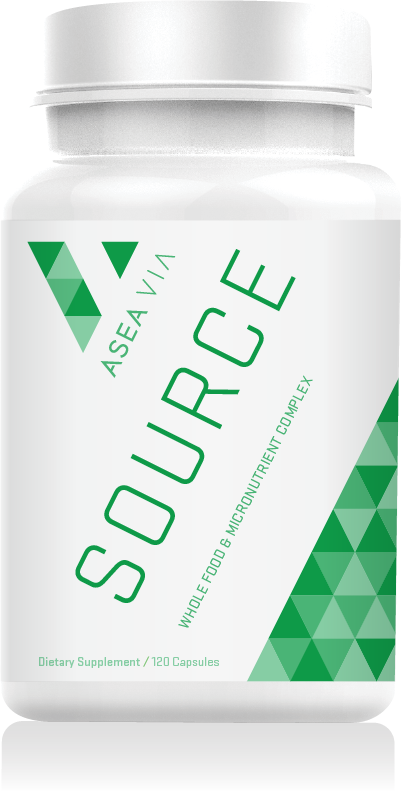 ASEA VIA
SOURCE
WHOLE FOOD & MICRONUTRIENT COMPLEX
Dietary Supplement / 120 Capsules